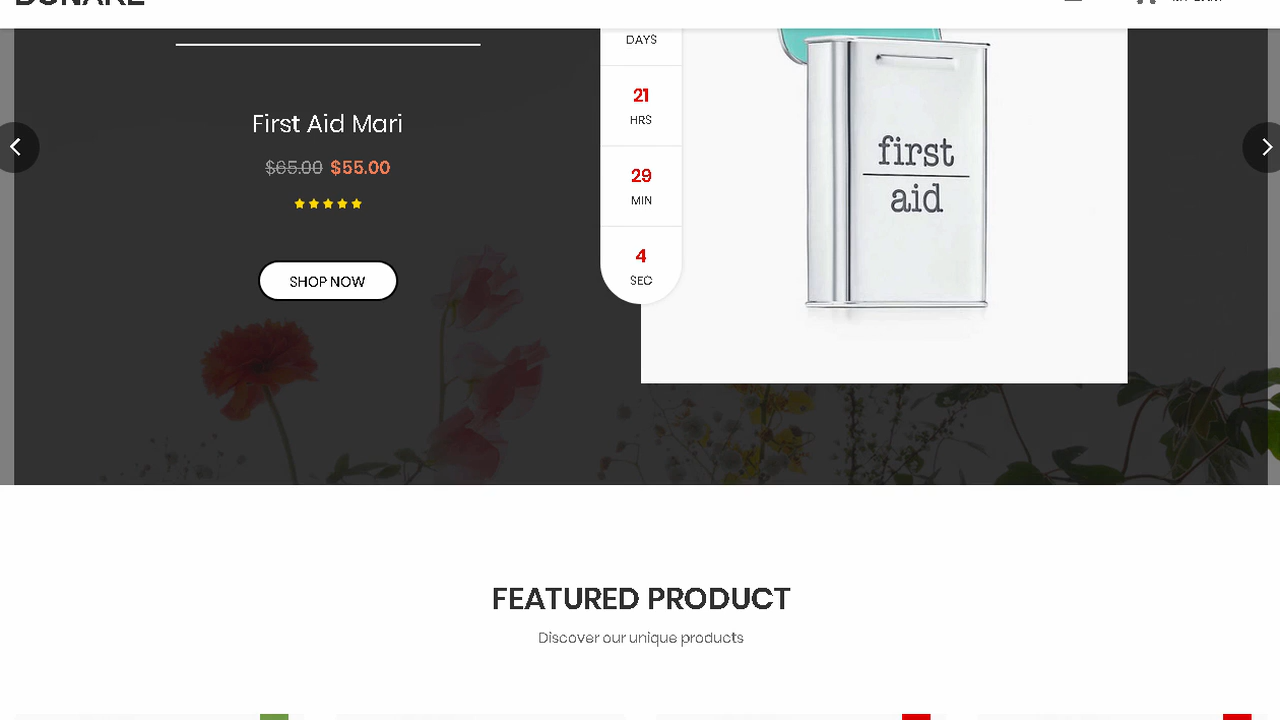 DAYS
21
HRS
29
MIN
4
SEC
First Aid Mari
$65.00 $55.00
SHOP NOW
first
aid
FEATURED PRODUCT
Discover our unique products